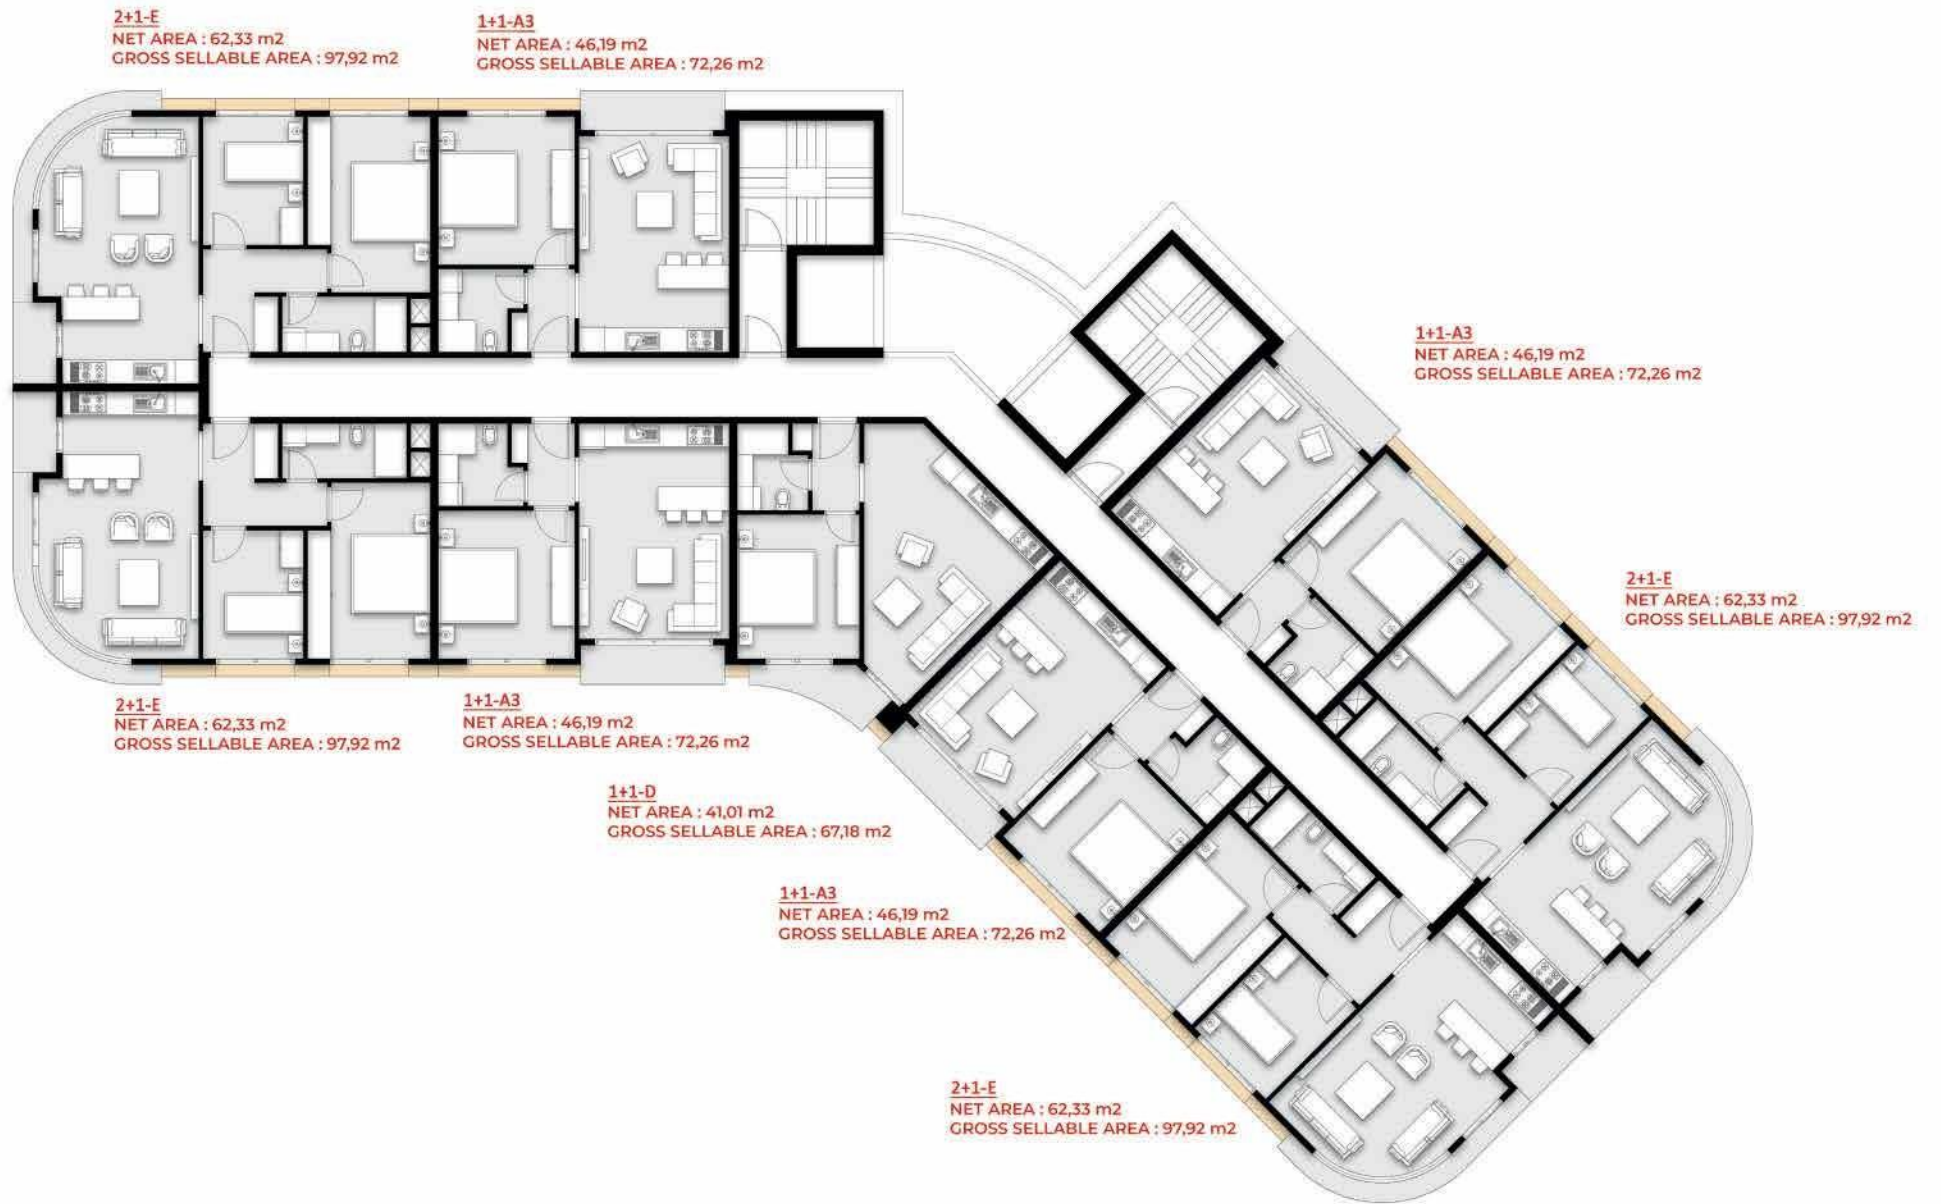 2+1-E
NET AREA : 62,33 m2
GROSS SELLABLE AREA : 97,92 m2
1+1-A3
NET AREA : 46,19 m2
GROSS SELLABLE AREA : 72,26 m2
1+1-A3
NET AREA : 46,19 m2
GROSS SELLABLE AREA : 72,26 m2
2+1-E
NET AREA : 62,33 m2
GROSS SELLABLE AREA : 97,92 m2
2+1-E
NET AREA : 62,33 m2
GROSS SELLABLE AREA : 97,92 m2
1+1-A3
NET AREA : 46,19 m2
GROSS SELLABLE AREA : 72,26 m2
1+1-D
NET AREA : 41,01 m2
GROSS SELLABLE AREA : 67,18 m2
1+1-A3
NET AREA : 46,19 m2
GROSS SELLABLE AREA : 72,26 m2
2+1-E
NET AREA : 62,33 m2
GROSS SELLABLE AREA : 97,92 m2